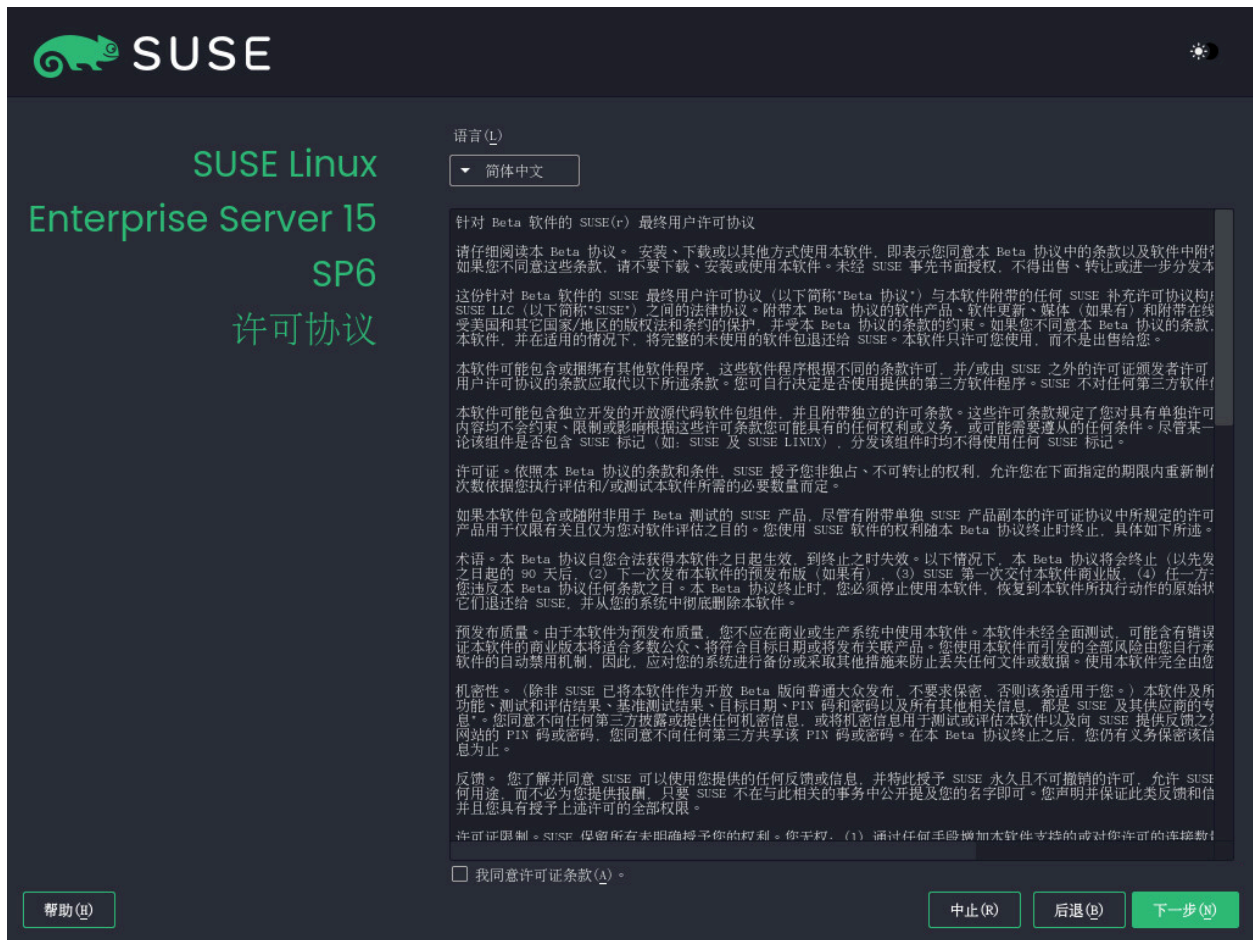 SUSE
SUSE Linux
Enterprise Server 15
SP6
许可协议
语言(L)
简体中文
针对 Beta 软件的 SUSE(r) 最终用户许可协议
请仔细阅读本 Beta 协议。 安装、下载或以其他方式使用本软件，即表示您同意本 Beta 协议中的条款以及软件中附
如果您不同意这些条款，请不要下载、安装或使用本软件。未经 SUSE 事先书面授权，不得出售、转让或进一步分发本
这份针对 Beta 软件的 SUSE 最终用户许可协议（以下简称"Beta 协议"）与本软件附带的任何 SUSE 补充许可协议构
SUSE LLC（以下简称"SUSE"）之间的法律协议。附带本 Beta 协议的软件产品、软件更新、媒体（如果有）和附带在线
受美国和其它国家/地区的版权法和条约的保护，并受本 Beta 协议的条款的约束。如果您不同意本 Beta 协议的条款，
本软件，并在适用的情况下，将完整的未使用的软件包退还给 SUSE。本软件只许可您使用，而不是出售给您。
本软件可能包含或捆绑有其他软件程序，这些软件程序根据不同的条款许可，并/或由 SUSE 之外的许可证颁发者许可
用户许可协议的条款应取代以下所述条款。您可自行决定是否使用提供的第三方软件程序。SUSE 不对任何第三方软件
本软件可能包含独立开发的开放源代码软件包组件，并且附带独立的许可条款。这些许可条款规定了您对具有单独许可
内容均不会约束、限制或影响根据这些许可条款您可能具有的任何权利或义务，或可能需要遵从的任何条件。尽管某一
论该组件是否包含 SUSE 标记（如: SUSE 及 SUSE LINUX），分发该组件时均不得使用任何 SUSE 标记。
许可证。依照本 Beta 协议的条款和条件，SUSE 授予您非独占、不可转让的权利，允许您在下面指定的期限内重新制
次数依据您执行评估和/或测试本软件所需的必要数量而定。
如果本软件包含或随附非用于 Beta 测试的 SUSE 产品，尽管有附带单独 SUSE 产品副本的许可证协议中所规定的许可
产品用于仅限有关且仅为您对软件评估之目的。您使用 SUSE 软件的权利随本 Beta 协议终止时终止，具体如下所述。
术语。本 Beta 协议自您合法获得本软件之日起生效，到终止之时失效。以下情况下，本 Beta 协议将会终止（以先发
之日起的 90 天后，（2）下一次发布本软件的预发布版（如果有），（3）SUSE 第一次交付本软件商业版，（4）任一方
您违反本 Beta 协议任何条款之日。本 Beta 协议终止时，您必须停止使用本软件，恢复到本软件所执行动作的原始状
它们退还给 SUSE，并从您的系统中彻底删除本软件。
预发布质量。由于本软件为预发布质量，您不应在商业或生产系统中使用本软件。本软件未经全面测试，可能含有错误
证本软件的商业版本将适合多数公众、将符合目标日期或将发布关联产品。您使用本软件而引发的全部风险由您自行承
软件的自动禁用机制，因此，应对您的系统进行备份或采取其他措施来防止丢失任何文件或数据。使用本软件完全由您
机密性。（除非 SUSE 已将本软件作为开放 Beta 版向普通大众发布，不要求保密，否则该条适用于您。）本软件及所
功能、测试和评估结果、基准测试结果、目标日期、PIN 码和密码以及所有其他相关信息，都是 SUSE 及其供应商的专
息"。您同意不向任何第三方披露或提供任何机密信息，或将机密信息用于测试或评估本软件以及向 SUSE 提供反馈之
网站的 PIN 码或密码，您同意不向任何第三方共享该 PIN 码或密码。在本 Beta 协议终止之后，您仍有义务保密该信
息为止。
反馈。 您了解并同意 SUSE 可以使用您提供的任何反馈或信息，并特此授予 SUSE 永久且不可撤销的许可，允许 SUSE
何用途，而不必为您提供报酬，只要 SUSE 不在与此相关的事务中公开提及您的名字即可。您声明并保证此类反馈和信
并且您具有授予上述许可的全部权限。
许可证限制。SUSE 保留所有未明确授予您的权利。您无权:（1）通过任何手段增加本软件支持的或对您许可的连接数
我同意许可证条款(A)。
帮助(H)
中止(R)
后退(B)
下一步(N)